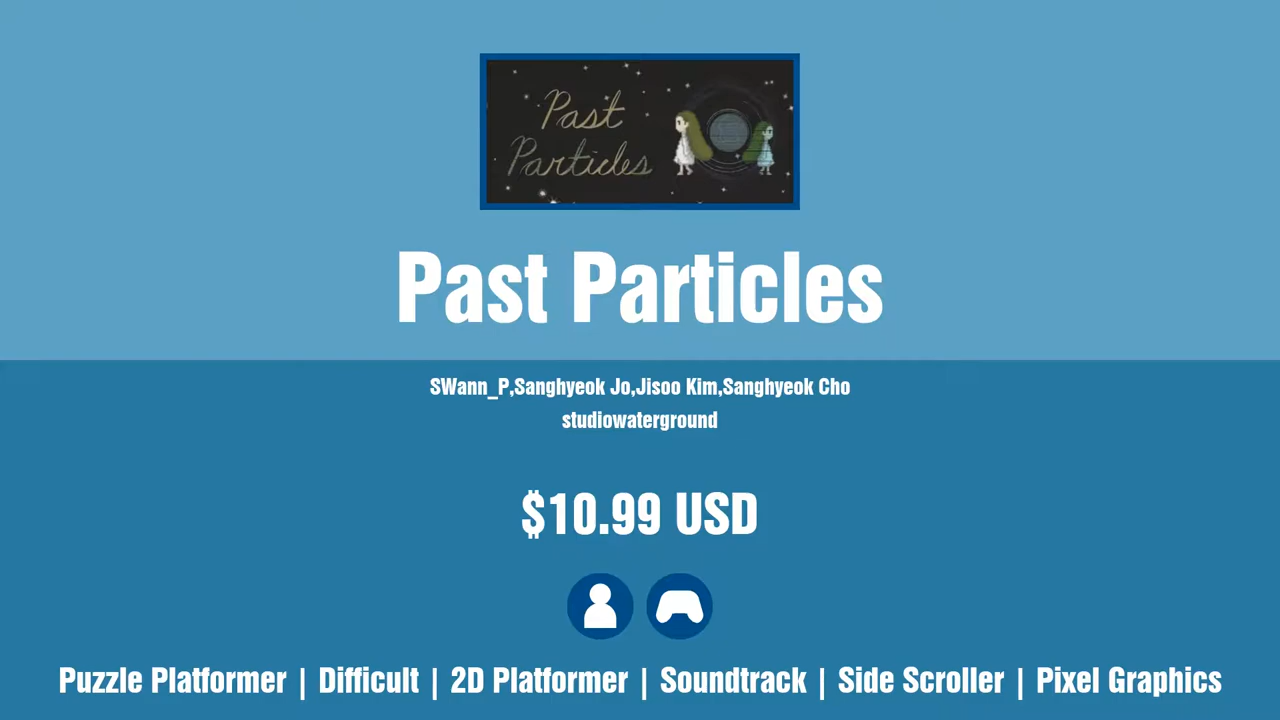 Past
Particles
Past Particles
SWann_P,Sanghyeok Jo,Jisoo Kim,Sanghyeok Cho
studiowaterground
$10.99 USD
Puzzle Platformer | Difficult | 2D Platformer | Soundtrack | Side Scroller | Pixel Graphics